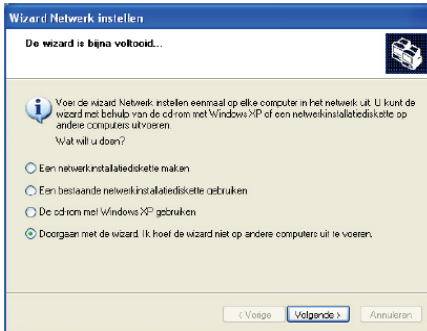 Wizard Netwerk instellen
De wizard is bijna voltooid...
Voer de wizard Netwerk instellen eenmaal op elke computer in het netwerk uit. U kunt de
wizard met behulp van de cd-rom met Windows XP of een netwerkinstallatiediskette op
andere computers uitvoeren.
Wat wilt u doen?
Een netwerkinstallatiediskette maken
Een bestaande netwerkinstallatiediskette gebruiken
De cd-rom met Windows XP gebruiken
Doorgaan met de wizard. Ik hoef de wizard niet op andere computers uit te voeren.
< Vorige Volgende > Annuleren